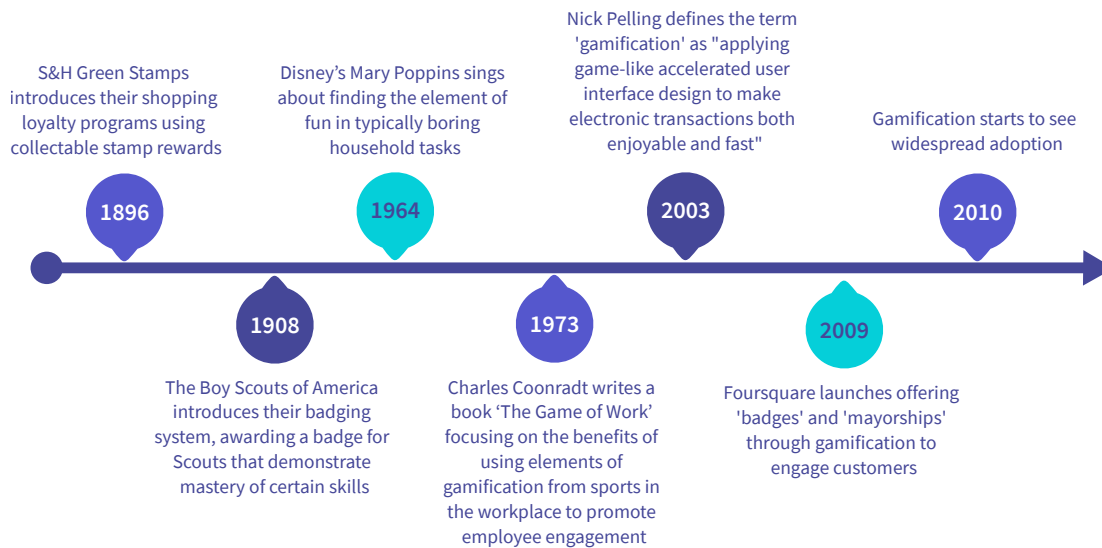 S&H Green Stamps
introduces their shopping
loyalty programs using
collectable stamp rewards
1896
The Boy Scouts of America
introduces their badging
system, awarding a badge for
Scouts that demonstrate
mastery of certain skills
1908
Disney’s Mary Poppins sings
about finding the element of
fun in typically boring
household tasks
1964
Charles Coonradt writes a
book ‘The Game of Work’
focusing on the benefits of
using elements of
gamification from sports in
the workplace to promote
employee engagement
1973
Nick Pelling defines the term
'gamification' as "applying
game-like accelerated user
interface design to make
electronic transactions both
enjoyable and fast"
2003
Foursquare launches offering
'badges' and 'mayorships'
through gamification to
engage customers
2009
Gamification starts to see
widespread adoption
2010